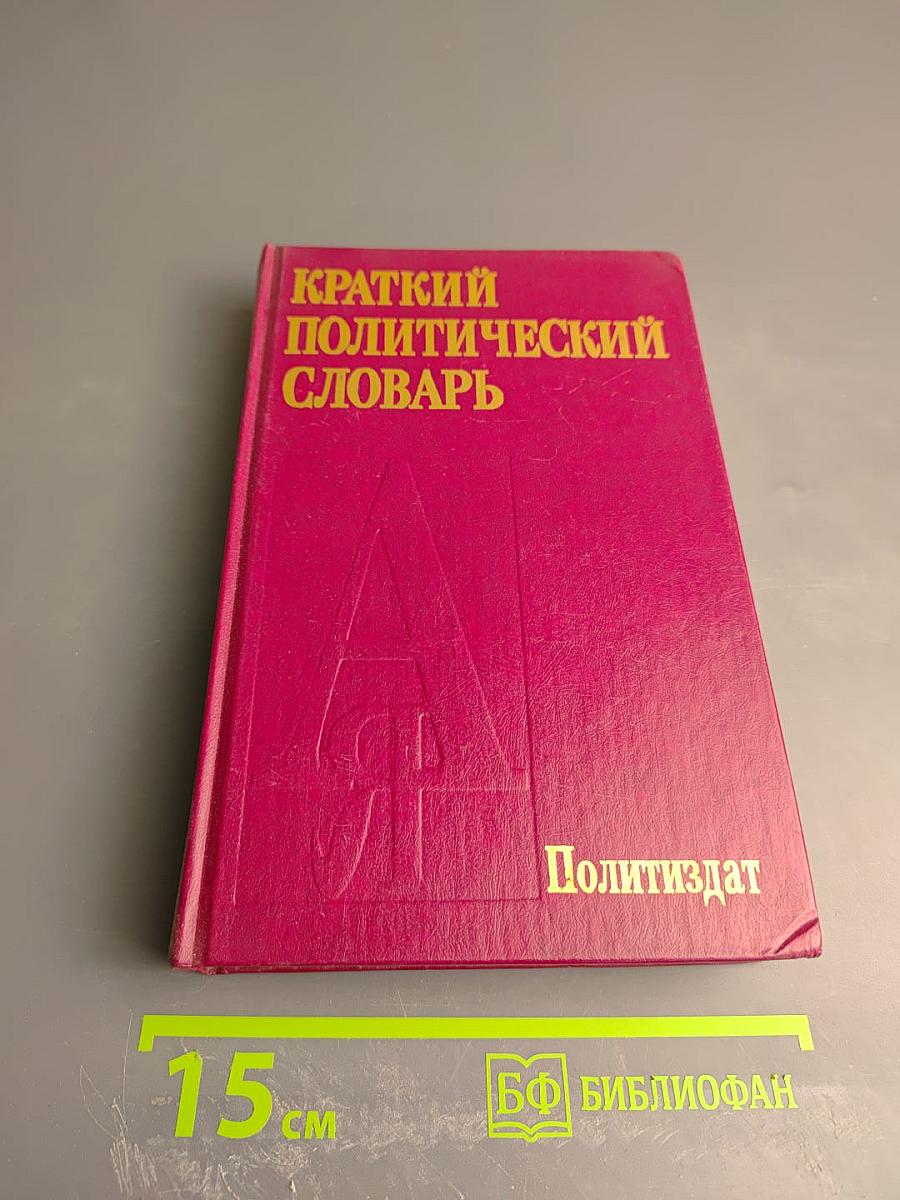 КРАТКИЙ
ПОЛИТИЧЕСКИЙ
СЛОВАРЬ
А
Я
Политиздат
15 см
БФ БИБЛИОФАН